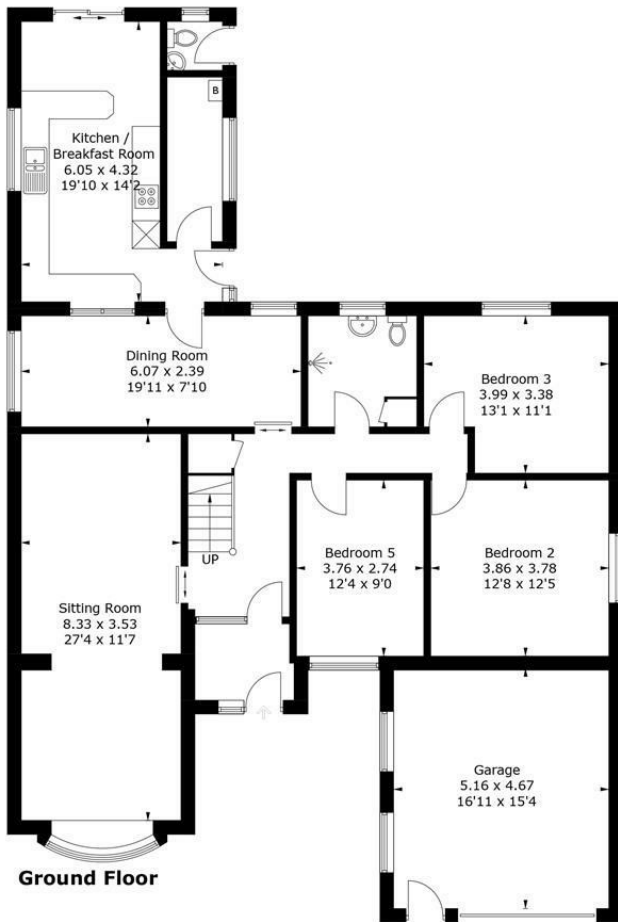 B
Kitchen /
Breakfast Room
6.05 x 4.32
19'10 x 14'2
Dining Room
6.07 x 2.39
19'11 x 7'10
Bedroom 3
3.99 x 3.38
13'1 x 11'1
UP
Bedroom 5
3.76 x 2.74
12'4 x 9'0
Bedroom 2
3.86 x 3.78
12'8 x 12'5
Sitting Room
8.33 x 3.53
27'4 x 11'7
Garage
5.16 x 4.67
16'11 x 15'4
Ground Floor